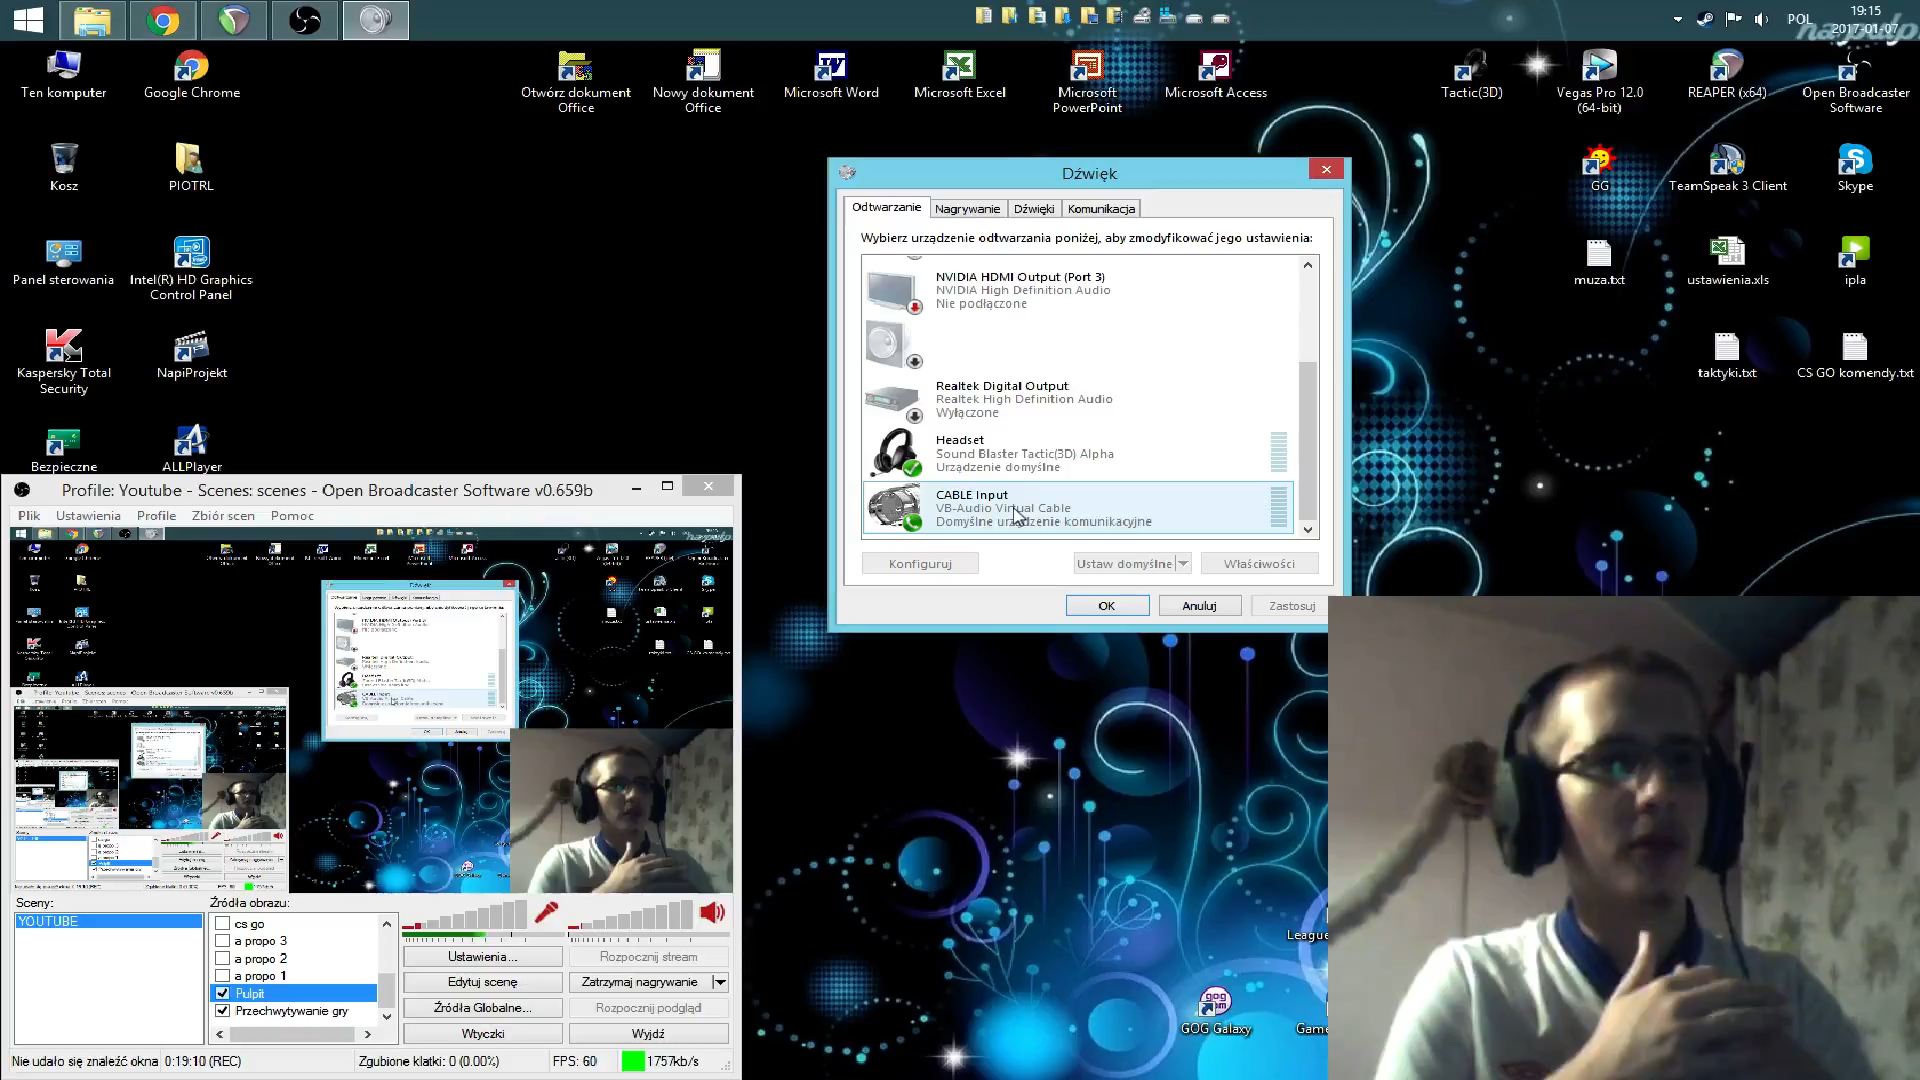 POL
19:15
2017-01-07
Ten komputer
Google Chrome
Otwórz dokument
Office
Nowy dokument
Office
Microsoft Word
Microsoft Excel
Microsoft
PowerPoint
Microsoft Access
Tactic(3D)
Vegas Pro 12.0
(64-bit)
REAPER (x64)
Open Broadcaster
Software
Kosz
PIOTRL
GG
TeamSpeak 3 Client
Skype
Panel sterowania
Intel(R) HD Graphics
Control Panel
muza.txt
ustawienia.xls
ipla
Kaspersky Total
Security
NapiProjekt
taktyki.txt
CS GO komendy.txt
Bezpieczne
ALLPlayer
Dźwięk
Odtwarzanie
Nagrywanie
Dźwięki
Komunikacja
Wybierz urządzenie odtwarzania poniżej, aby zmodyfikować jego ustawienia:
NVIDIA HDMI Output (Port 3)
NVIDIA High Definition Audio
Nie podłączone
Realtek Digital Output
Realtek High Definition Audio
Wyłączone
Headset
Sound Blaster Tactic(3D) Alpha
Urządzenie domyślne
CABLE Input
VB-Audio Virtual Cable
Domyślne urządzenie komunikacyjne
Konfiguruj
Ustaw domyślne
Właściwości
OK
Anuluj
Zastosuj
Profile: Youtube - Scenes: scenes - Open Broadcaster Software v0.659b
Plik
Ustawienia
Profile
Zbiór scen
Pomoc
Sceny:
YOUTUBE
Źródła obrazu:
cs go
a propo 3
a propo 2
a propo 1
Pulpit
Przechwytywanie gry
Ustawienia...
Rozpocznij stream
Edytuj scenę
Zatrzymaj nagrywanie
Źródła Globalne...
Rozpocznij podgląd
Wtyczki
Wyjdź
Nie udało się znaleźć okna
0:19:10 (REC)
Zgubione klatki: 0 (0.00%)
FPS: 60
1757kb/s
League
GOG Galaxy
Game